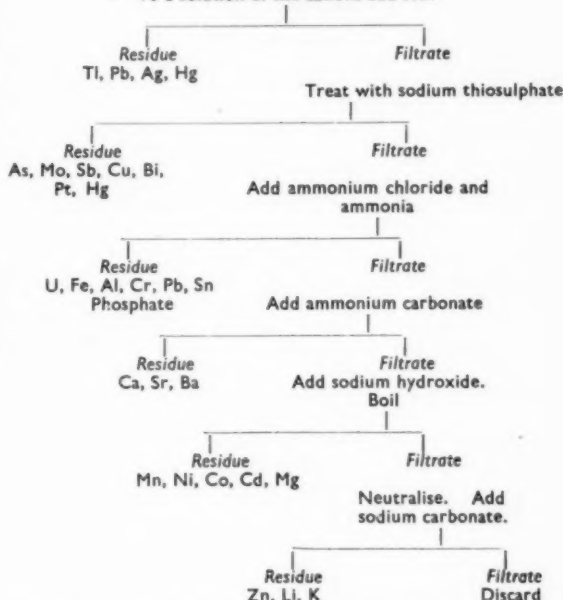 Residue Filtrate
Tl, Pb, Ag, Hg
Treat with sodium thiosulphate
Residue Filtrate
As, Mo, Sb, Cu, Bi,
Pt, Hg
Add ammonium chloride and
ammonia
Residue Filtrate
U, Fe, Al, Cr, Pb, Sn
Phosphate
Add ammonium carbonate
Residue Filtrate
Ca, Sr, Ba
Add sodium hydroxide.
Boil
Residue Filtrate
Mn, Ni, Co, Cd, Mg
Neutralise. Add
sodium carbonate.
Residue Filtrate
Zn, Li, K Discard